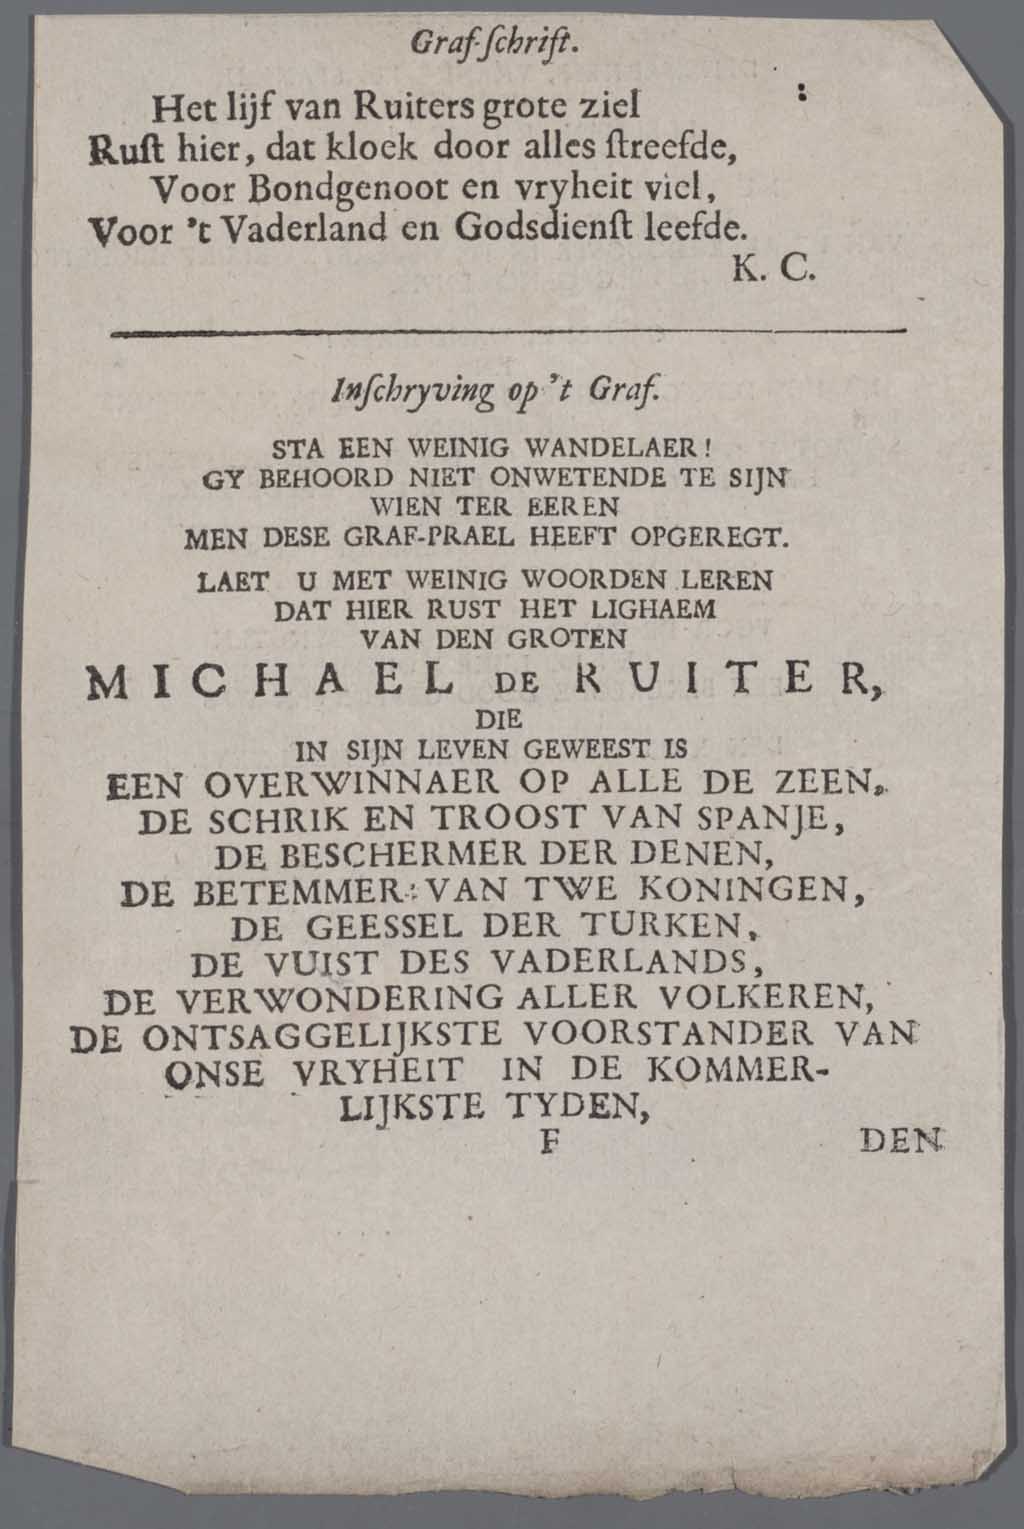 Graf-ſchrift.
Het lijf van Ruiters grote ziel
Ruſt hier, dat kloek door alles ſtreefde,
Voor Bondgenoot en vryheit viel,
Voor 't Vaderland en Godsdienſt leefde.
K. C.
Inſchryving op 't Graf.
STA EEN WEINIG WANDELAER!
GY BEHOORD NIET ONWETENDE TE SIJN
WIEN TER EEREN
MEN DESE GRAF-PRAEL HEEFT OPGEREGT.
LAET U MET WEINIG WOORDEN LEREN
DAT HIER RUST HET LIGHAEM
VAN DEN GROTEN
MICHAEL DE RUITER,
DIE
IN SIJN LEVEN GEWEEST IS
EEN OVERWINNAER OP ALLE DE ZEEN,
DE SCHRIK EN TROOST VAN SPANJE,
DE BESCHERMER DER DENEN,
DE BETEMMER VAN TWE KONINGEN,
DE GEESSEL DER TURKEN,
DE VUIST DES VADERLANDS,
DE VERWONDERING ALLER VOLKEREN,
DE ONTSAGGELIJKSTE VOORSTANDER VAN
ONSE VRYHEIT IN DE KOMMER-
LIJKSTE TYDEN,
F DEN